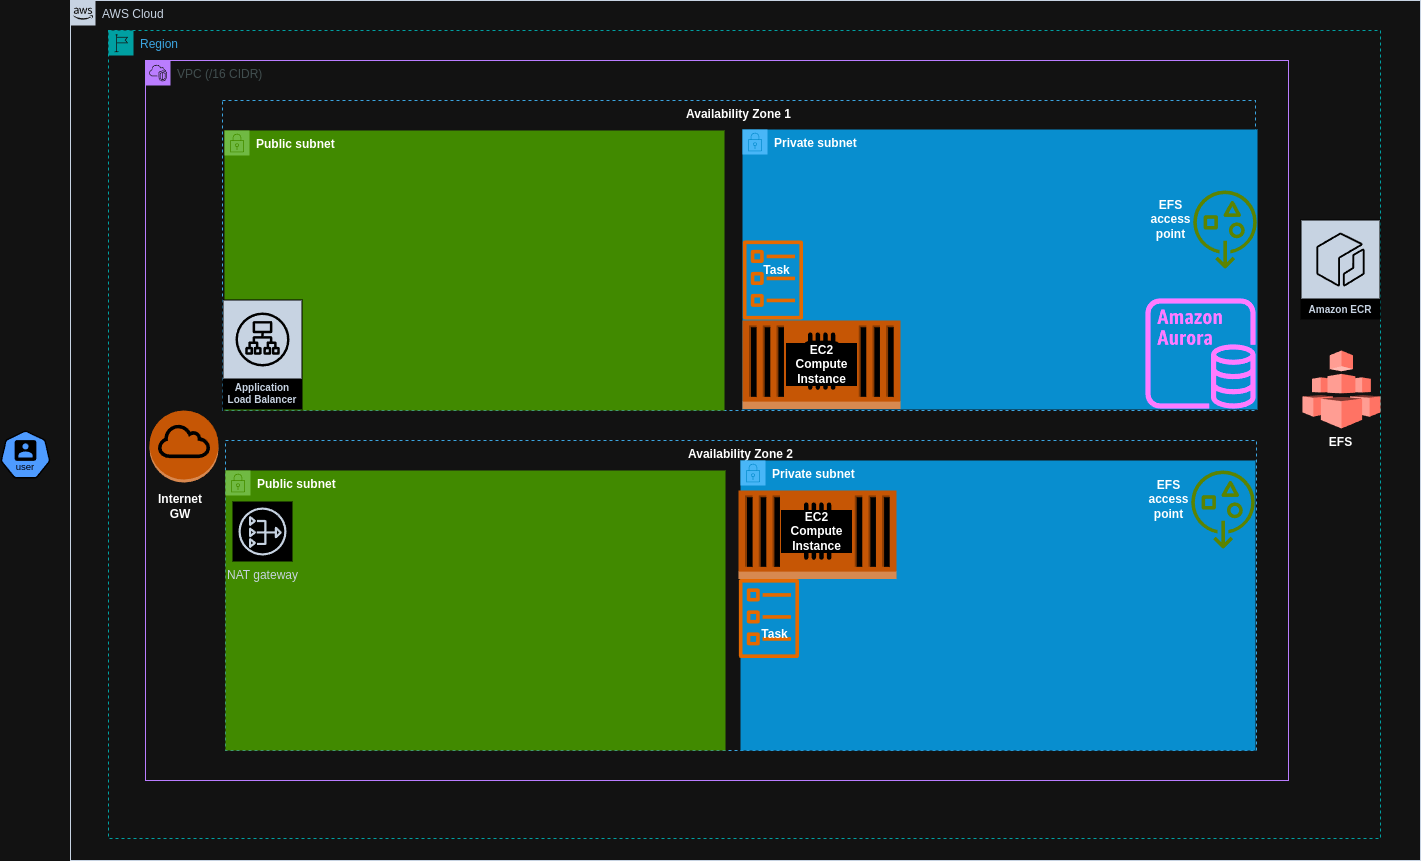 aws
AWS Cloud
Region
VPC (/16 CIDR)
Availability Zone 1
Public subnet
Private subnet
EFS
access
point
Task
Amazon
Aurora
EC2
Compute
Instance
Application
Load Balancer
Amazon ECR
EFS
user
Internet
GW
Availability Zone 2
Public subnet
Private subnet
EFS
access
point
EC2
Compute
Instance
NAT gateway
Task